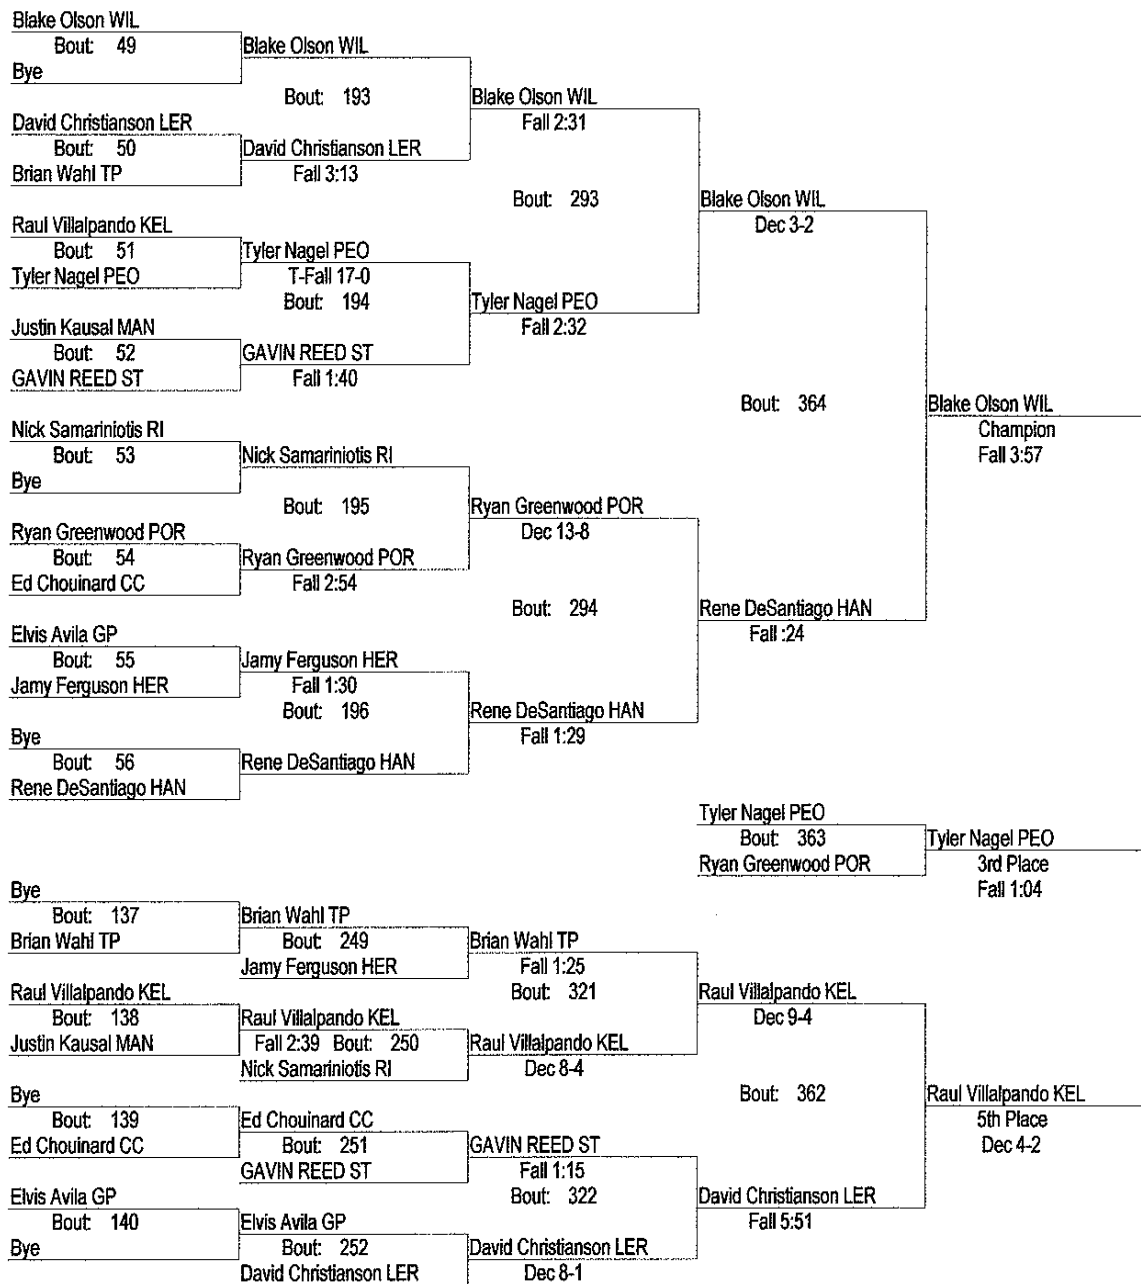 Blake Olson WIL
Bout: 49
Blake Olson WIL
Bye
Bout: 193
Blake Olson WIL
Fall 2:31
David Christianson LER
Bout: 50
David Christianson LER
Brian Wahl TP
Fall 3:13
Bout: 293
Blake Olson WIL
Dec 3-2
Raul Villalpando KEL
Bout: 51
Tyler Nagel PEO
Tyler Nagel PEO
T-Fall 17-0
Bout: 194
Tyler Nagel PEO
Fall 2:32
Justin Kausal MAN
Bout: 52
GAVIN REED ST
GAVIN REED ST
Fall 1:40
Bout: 364
Blake Olson WIL
Champion
Fall 3:57
Nick Samariniotis RI
Bout: 53
Nick Samariniotis RI
Bye
Bout: 195
Ryan Greenwood POR
Dec 13-8
Ryan Greenwood POR
Bout: 54
Ryan Greenwood POR
Ed Chouinard CC
Fall 2:54
Bout: 294
Rene DeSantiago HAN
Fall :24
Elvis Avila GP
Bout: 55
Jamy Ferguson HER
Jamy Ferguson HER
Fall 1:30
Bout: 196
Rene DeSantiago HAN
Fall 1:29
Bye
Bout: 56
Rene DeSantiago HAN
Rene DeSantiago HAN
Tyler Nagel PEO
Bout: 363
Tyler Nagel PEO
Ryan Greenwood POR
3rd Place
Fall 1:04
Bye
Bout: 137
Brian Wahl TP
Brian Wahl TP
Bout: 249
Brian Wahl TP
Jamy Ferguson HER
Fall 1:25
Bout: 321
Raul Villalpando KEL
Dec 9-4
Raul Villalpando KEL
Bout: 138
Raul Villalpando KEL
Justin Kausal MAN
Fall 2:39 Bout: 250
Raul Villalpando KEL
Nick Samariniotis RI
Dec 8-4
Bout: 362
Raul Villalpando KEL
5th Place
Dec 4-2
Bye
Bout: 139
Ed Chouinard CC
Ed Chouinard CC
Bout: 251
GAVIN REED ST
GAVIN REED ST
Fall 1:15
Bout: 322
David Christianson LER
Fall 5:51
Elvis Avila GP
Bout: 140
Elvis Avila GP
Bye
Bout: 252
David Christianson LER
David Christianson LER
Dec 8-1